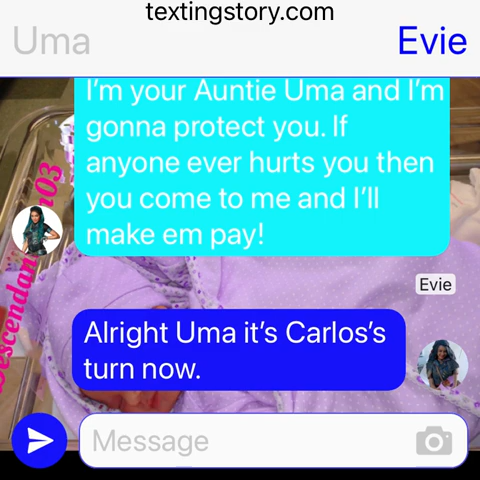 textingstory.com
Uma
Evie
I'm your Auntie Uma and I'm
gonna protect you. If
anyone ever hurts you then
you come to me and I'll
make em pay!
Evie
Alright Uma it's Carlos's
turn now.
Message